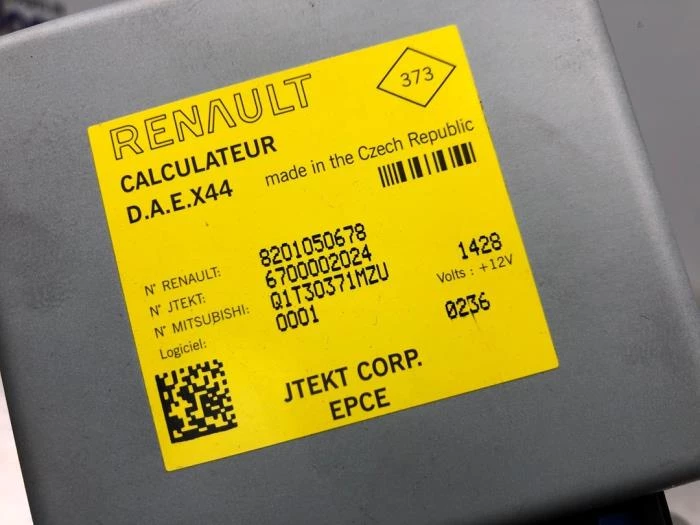 RENAULT
373
CALCULATEUR
D.A.E.X44
made in the Czech Republic
N° RENAULT: 8201050678
N° JTEKT: 6700002024 1428
N° MITSUBISHI: Q1T30371MZU Volts : +12V
Logiciel: 0001 0236
JTEKT CORP.
EPCE